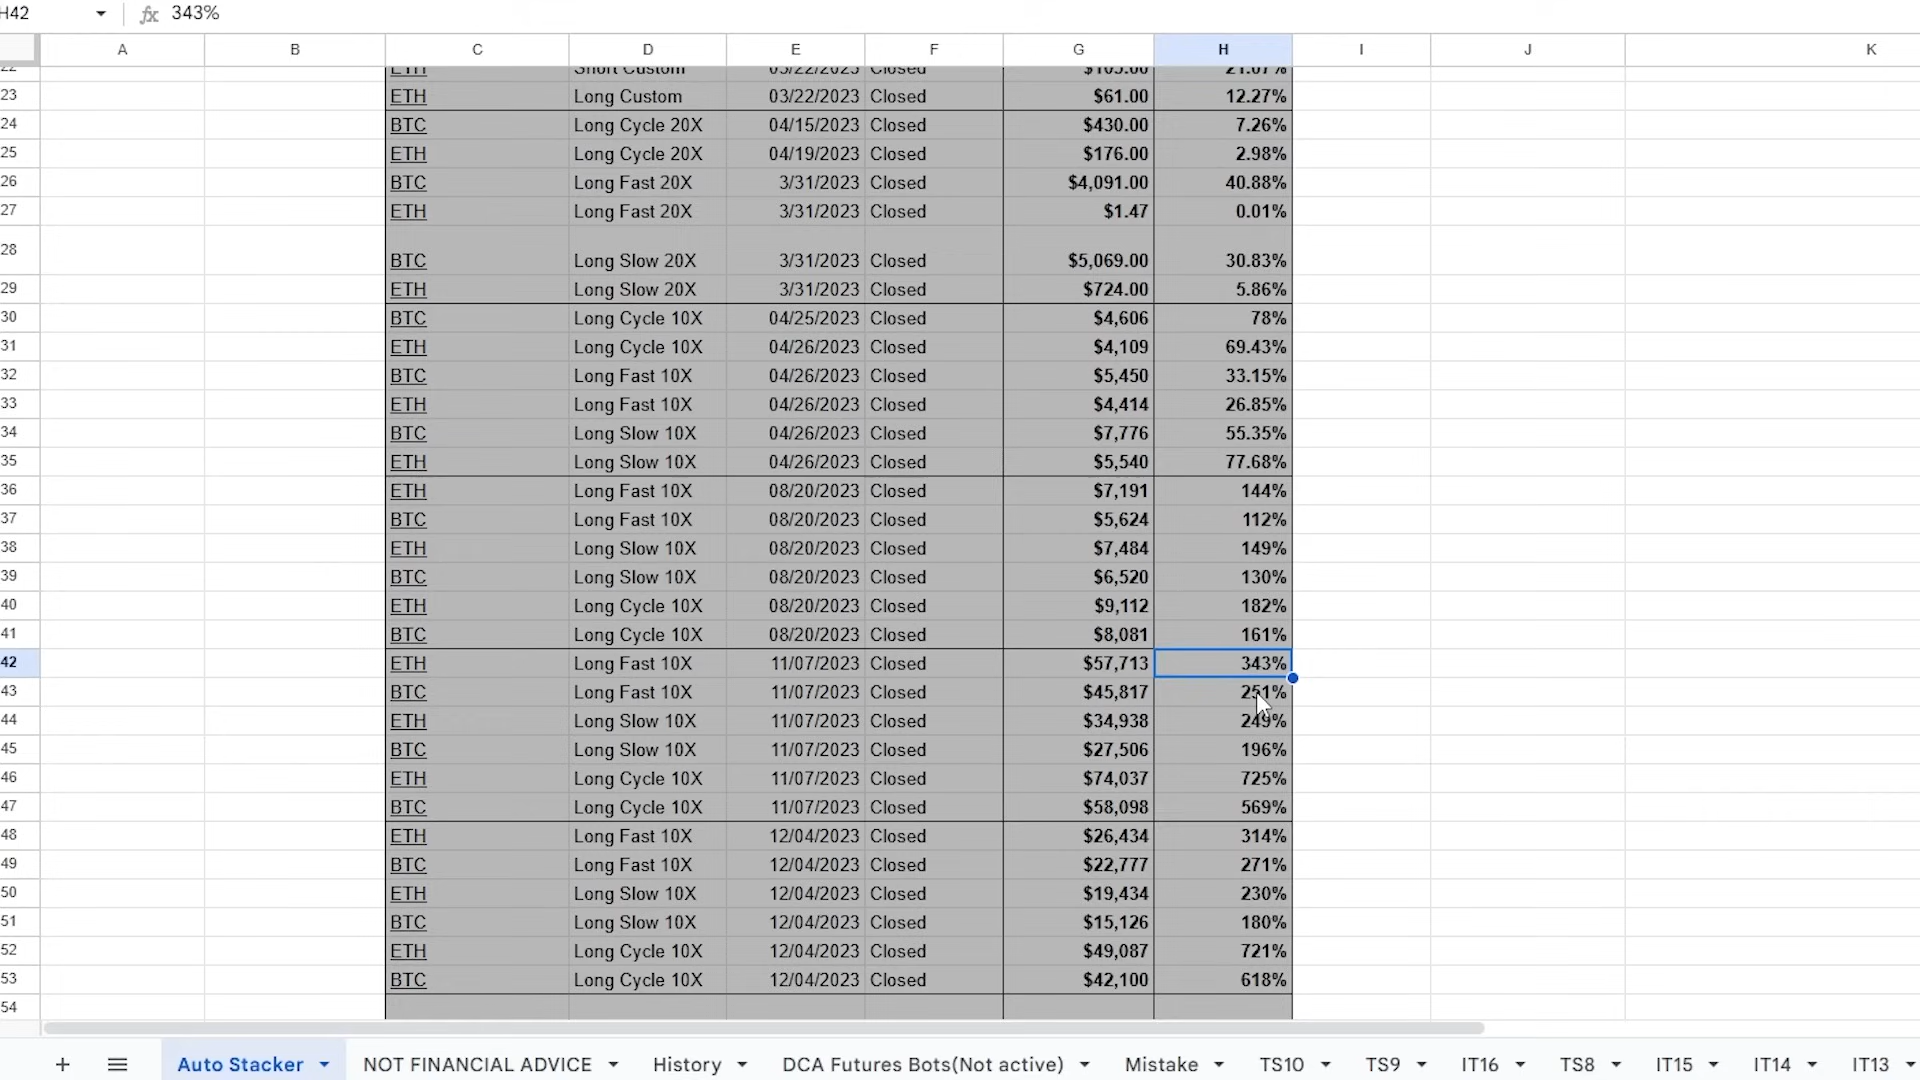 H42 fx 343%
A B C D E F G H I J K
22 ETH Short Custom 03/22/2023 Closed $105.00 21.07%
23 ETH Long Custom 03/22/2023 Closed $61.00 12.27%
24 BTC Long Cycle 20X 04/15/2023 Closed $430.00 7.26%
25 ETH Long Cycle 20X 04/19/2023 Closed $176.00 2.98%
26 BTC Long Fast 20X 3/31/2023 Closed $4,091.00 40.88%
27 ETH Long Fast 20X 3/31/2023 Closed $1.47 0.01%
28 BTC Long Slow 20X 3/31/2023 Closed $5,069.00 30.83%
29 ETH Long Slow 20X 3/31/2023 Closed $724.00 5.86%
30 BTC Long Cycle 10X 04/25/2023 Closed $4,606 78%
31 ETH Long Cycle 10X 04/26/2023 Closed $4,109 69.43%
32 BTC Long Fast 10X 04/26/2023 Closed $5,450 33.15%
33 ETH Long Fast 10X 04/26/2023 Closed $4,414 26.85%
34 BTC Long Slow 10X 04/26/2023 Closed $7,776 55.35%
35 ETH Long Slow 10X 04/26/2023 Closed $5,540 77.68%
36 ETH Long Fast 10X 08/20/2023 Closed $7,191 144%
37 BTC Long Fast 10X 08/20/2023 Closed $5,624 112%
38 ETH Long Slow 10X 08/20/2023 Closed $7,484 149%
39 BTC Long Slow 10X 08/20/2023 Closed $6,520 130%
40 ETH Long Cycle 10X 08/20/2023 Closed $9,112 182%
41 BTC Long Cycle 10X 08/20/2023 Closed $8,081 161%
42 ETH Long Fast 10X 11/07/2023 Closed $57,713 343%
43 BTC Long Fast 10X 11/07/2023 Closed $45,817 251%
44 ETH Long Slow 10X 11/07/2023 Closed $34,938 249%
45 BTC Long Slow 10X 11/07/2023 Closed $27,506 196%
46 ETH Long Cycle 10X 11/07/2023 Closed $74,037 725%
47 BTC Long Cycle 10X 11/07/2023 Closed $58,098 569%
48 ETH Long Fast 10X 12/04/2023 Closed $26,434 314%
49 BTC Long Fast 10X 12/04/2023 Closed $22,777 271%
50 ETH Long Slow 10X 12/04/2023 Closed $19,434 230%
51 BTC Long Slow 10X 12/04/2023 Closed $15,126 180%
52 ETH Long Cycle 10X 12/04/2023 Closed $49,087 721%
53 BTC Long Cycle 10X 12/04/2023 Closed $42,100 618%
54
Auto Stacker NOT FINANCIAL ADVICE History DCA Futures Bots(Not active) Mistake TS10 TS9 IT16 TS8 IT15 IT14 IT13